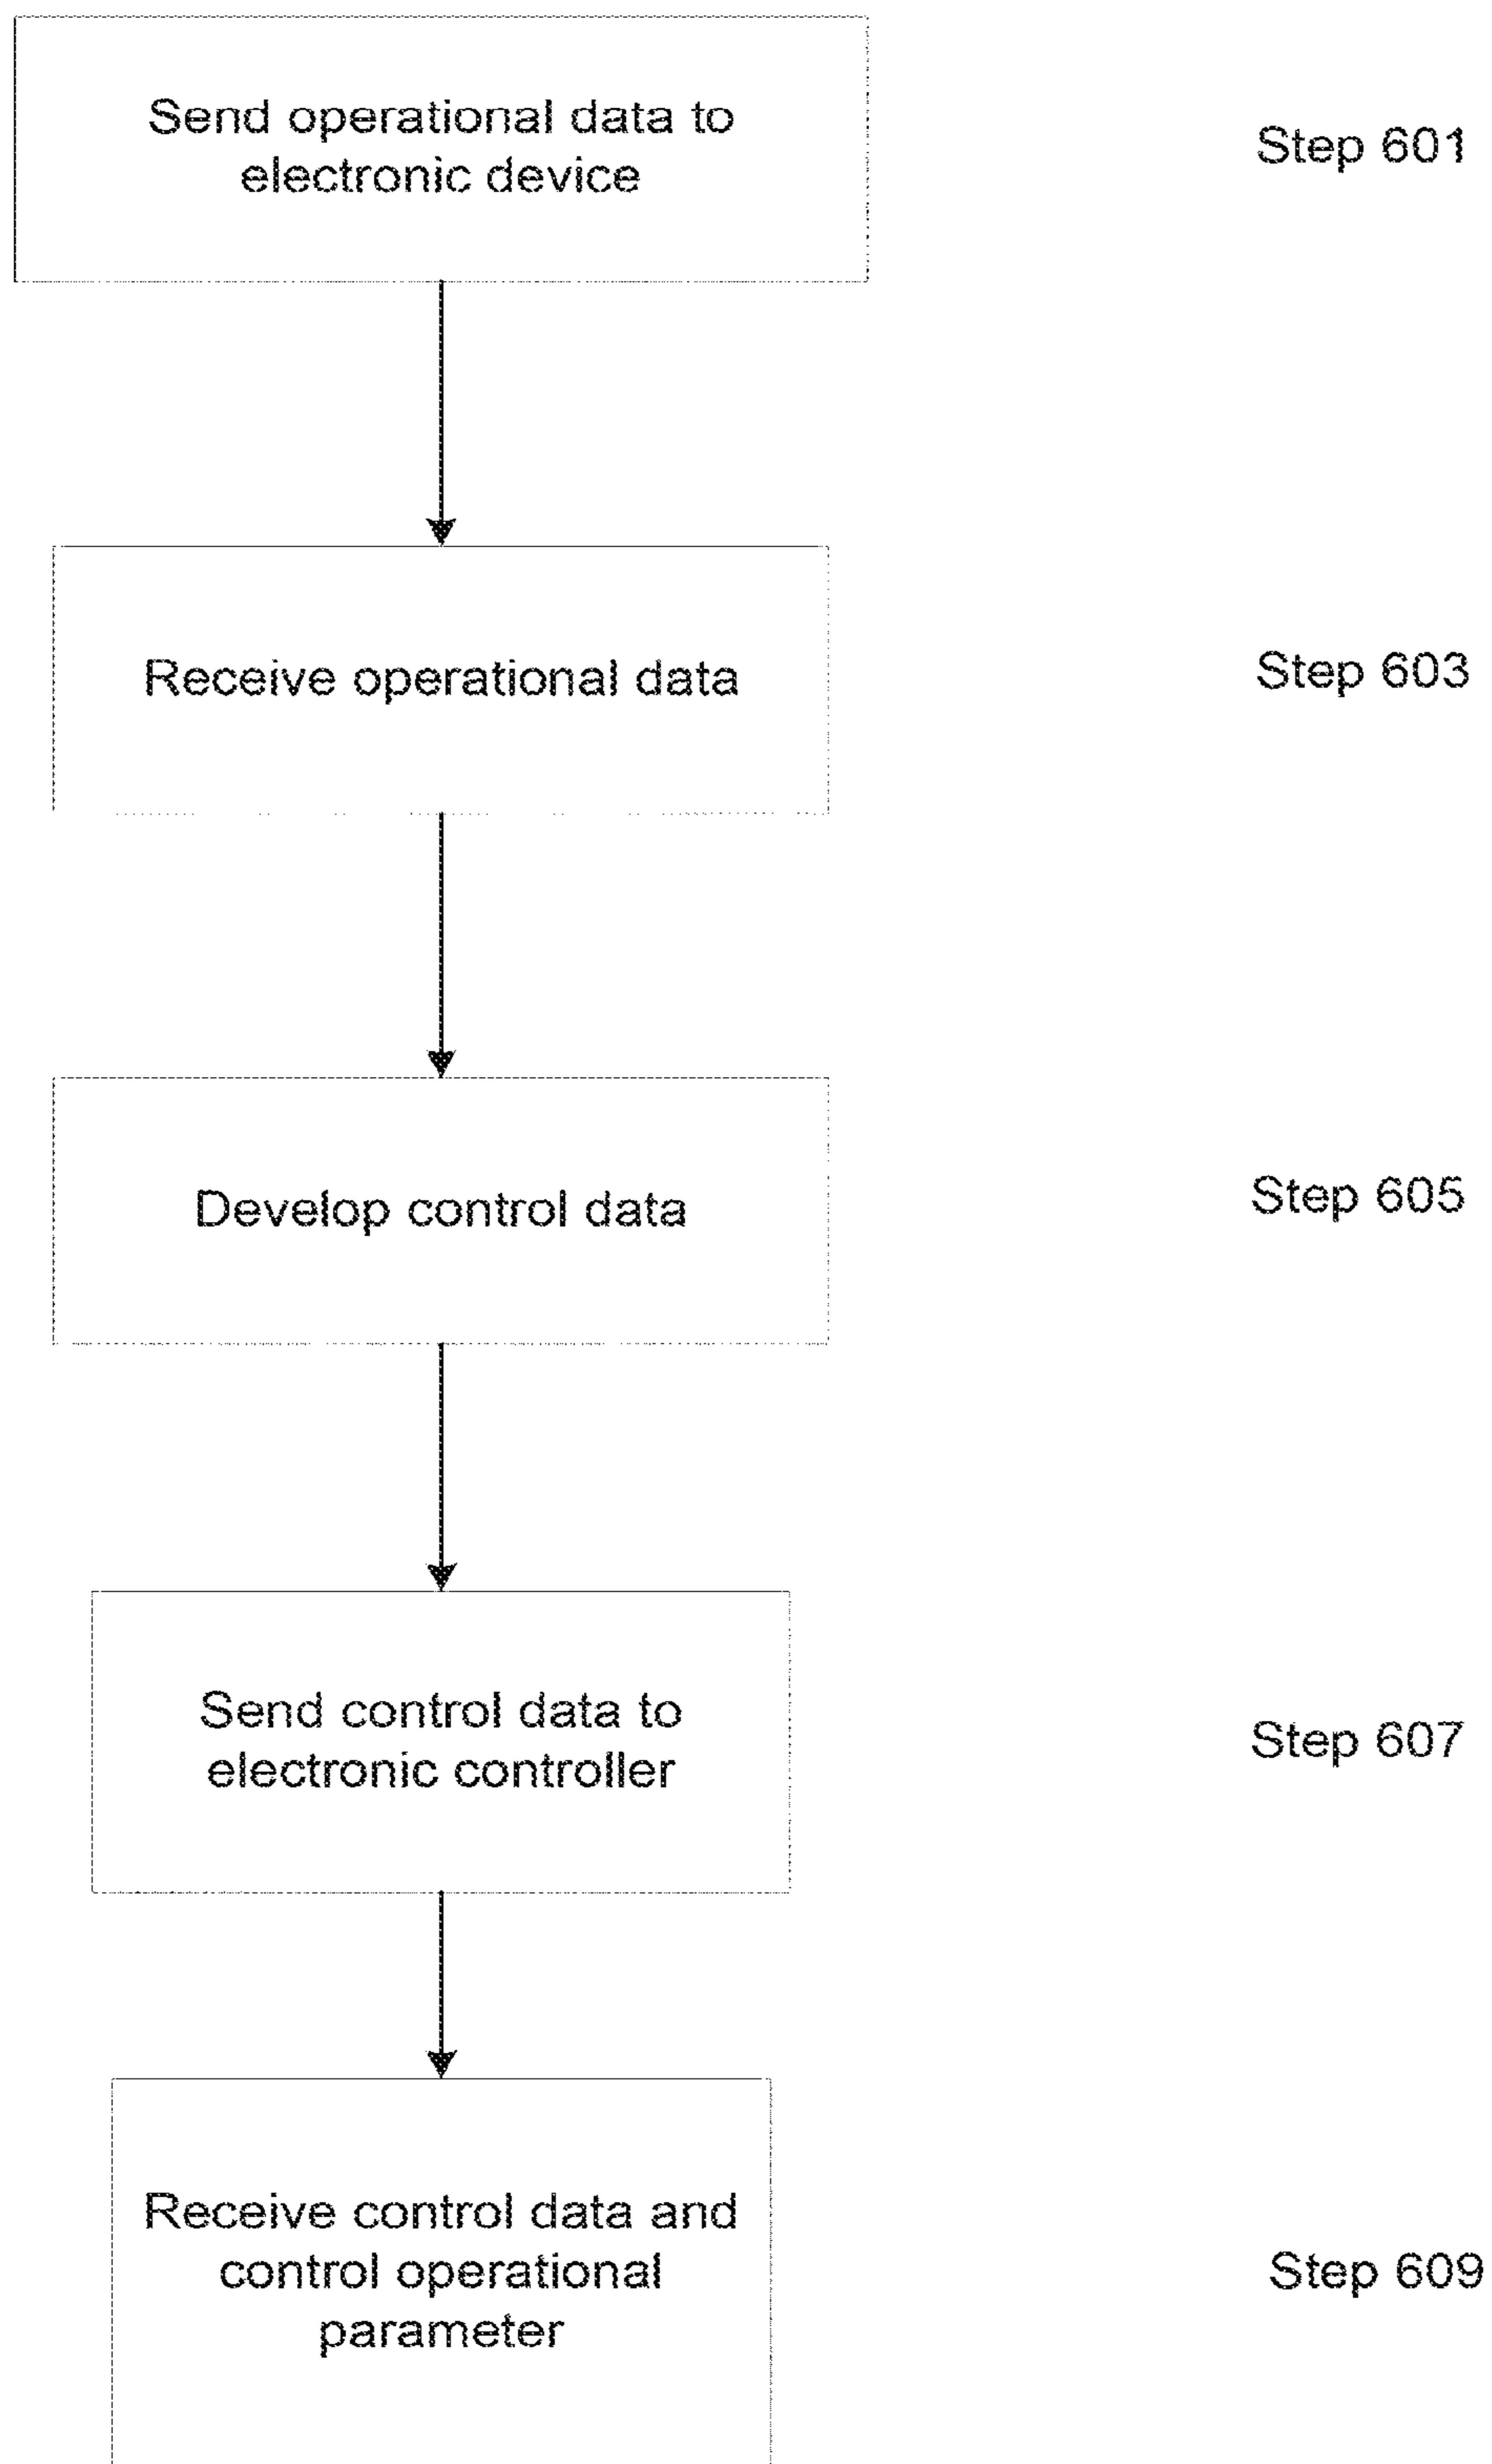 Send operational data to
electronic device
Step 601
Receive operational data
Step 603
Develop control data
Step 605
Send control data to
electronic controller
Step 607
Receive control data and
control operational
parameter
Step 609